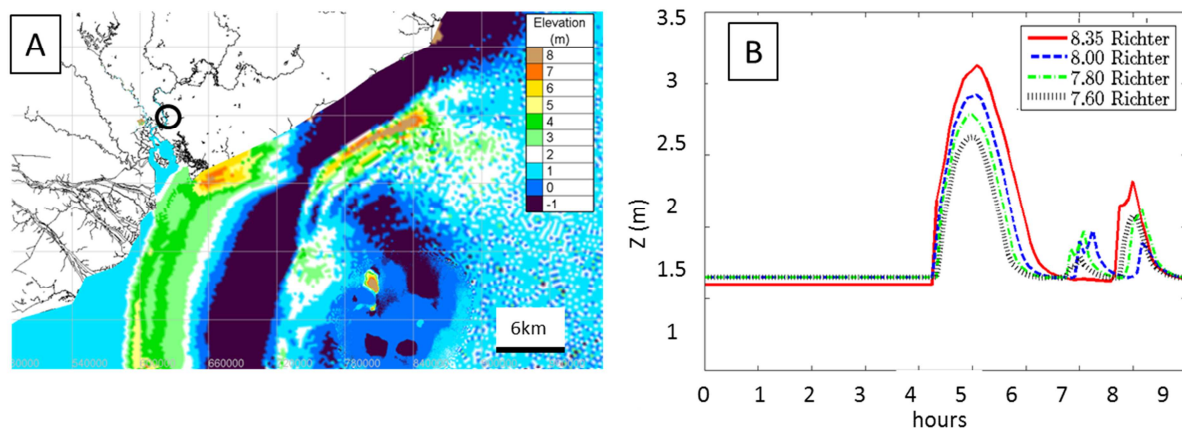 A
Elevation
(m)
8
7
6
5
4
3
2
1
0
-1
6km
540000
660000
780000
B
8.35 Richter
8.00 Richter
7.80 Richter
7.60 Richter
3.5
3
2.5
2
1.5
1
Z (m)
0 1 2 3 4 5 6 7 8 9
hours